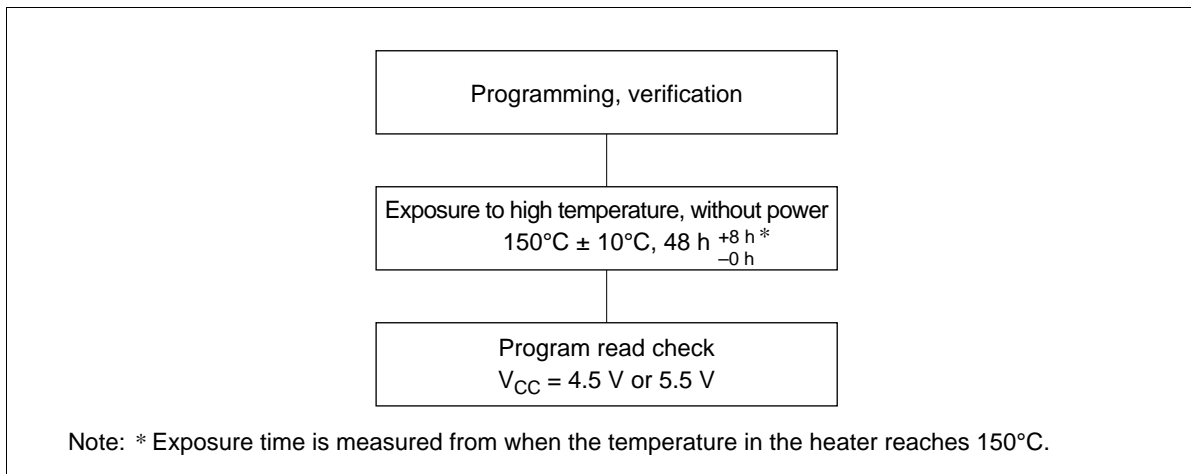 Programming, verification
Exposure to high temperature, without power
150°C ± 10°C, 48 h +8 h * –0 h
Program read check
VCC = 4.5 V or 5.5 V
Note: * Exposure time is measured from when the temperature in the heater reaches 150°C.